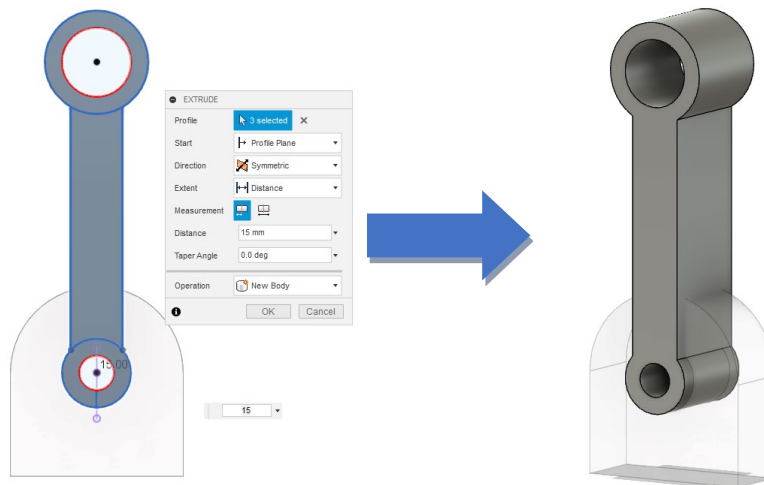 EXTRUDE
Profile 3 selected
Start Profile Plane
Direction Symmetric
Extent Distance
Measurement
Distance 15 mm
Taper Angle 0.0 deg
Operation New Body
OK Cancel
15.00
15